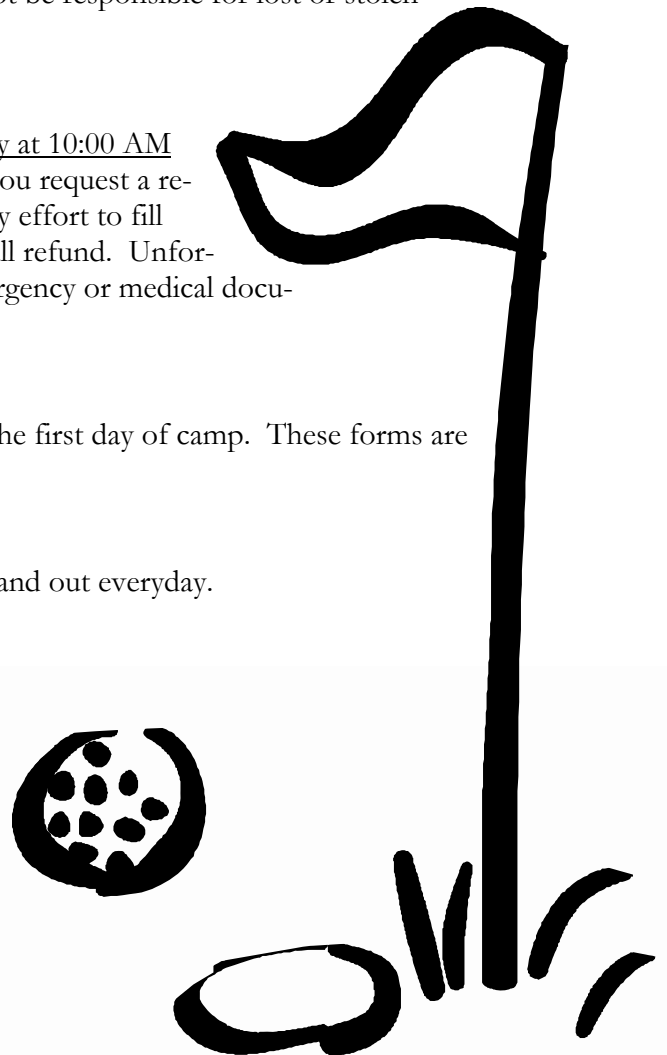 be responsible for lost or stolen
at 10:00 AM
ou request a re-
y effort to fill
ll refund.  Unfor-
rgency or medical docu-
he first day of camp.  These forms are
and out everyday.